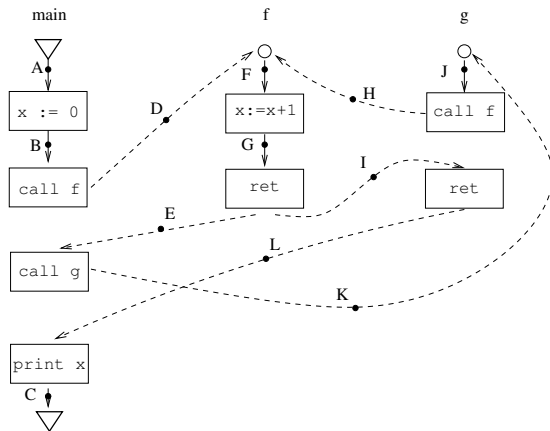 main f g
A F J
x := 0 D x:=x+1 H call f
B G I
call f ret ret
E L
call g
K
print x
C